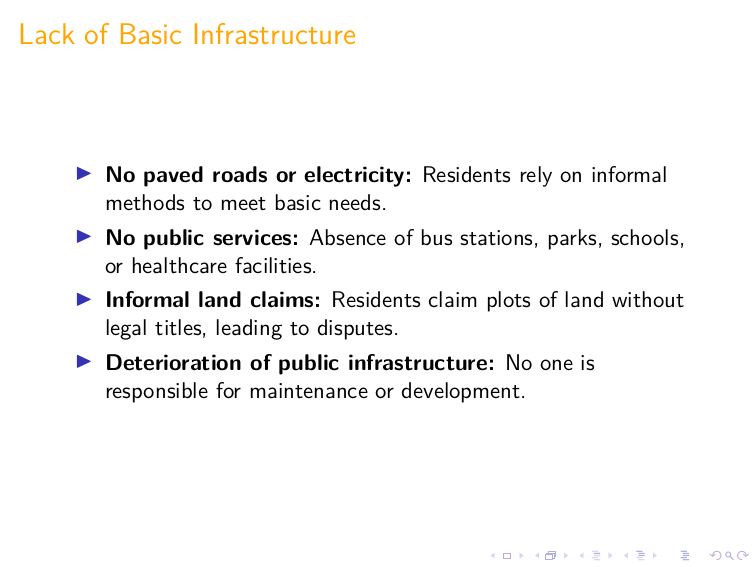 Lack of Basic Infrastructure
No paved roads or electricity: Residents rely on informal
methods to meet basic needs.
No public services: Absence of bus stations, parks, schools,
or healthcare facilities.
Informal land claims: Residents claim plots of land without
legal titles, leading to disputes.
Deterioration of public infrastructure: No one is
responsible for maintenance or development.